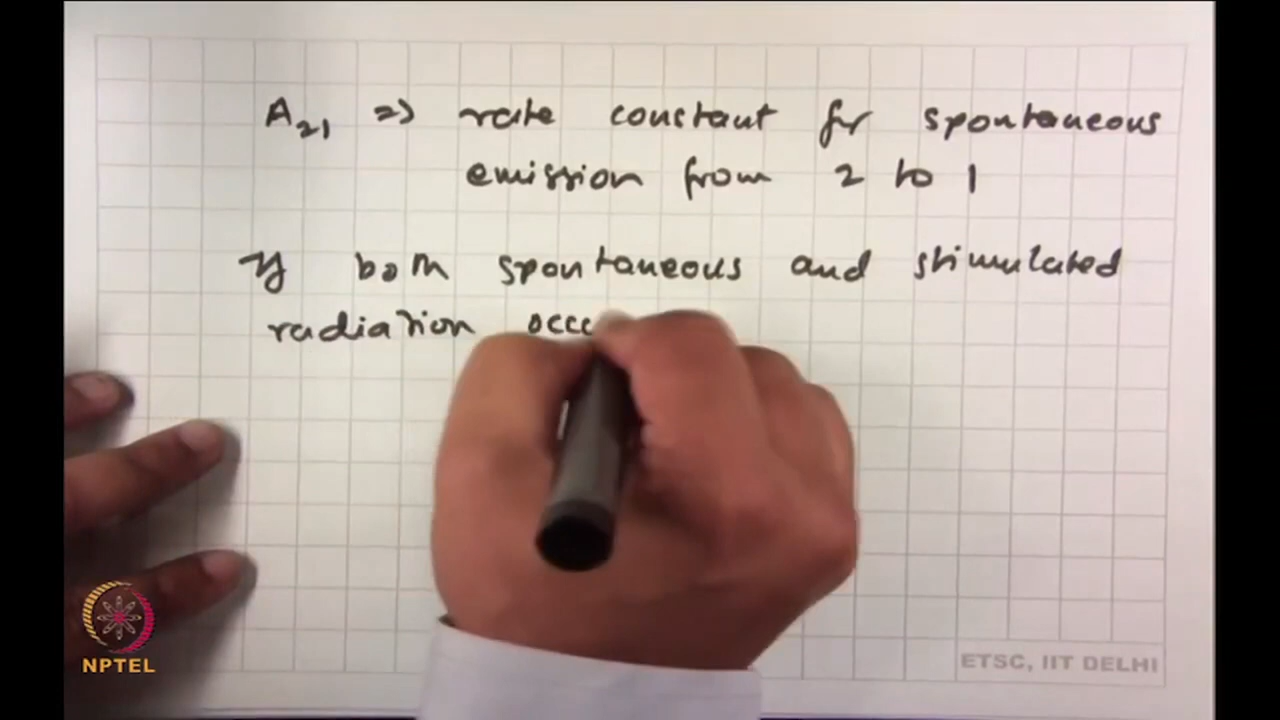 A21 => rate constant for spontaneous
emission from 2 to 1
If both spontaneous and stimulated
radiation occ
NPTEL
ETSC, IIT DELHI